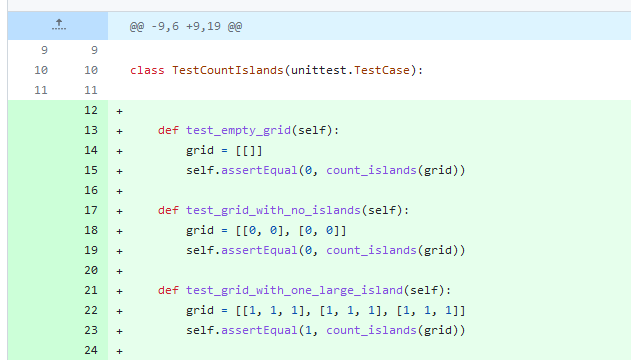 @@ -9,6 +9,19 @@
9 9
10 10 class TestCountIslands(unittest.TestCase):
11 11
12 +
13 + def test_empty_grid(self):
14 + grid = [[]]
15 + self.assertEqual(0, count_islands(grid))
16 +
17 + def test_grid_with_no_islands(self):
18 + grid = [[0, 0], [0, 0]]
19 + self.assertEqual(0, count_islands(grid))
20 +
21 + def test_grid_with_one_large_island(self):
22 + grid = [[1, 1, 1], [1, 1, 1], [1, 1, 1]]
23 + self.assertEqual(1, count_islands(grid))
24 +